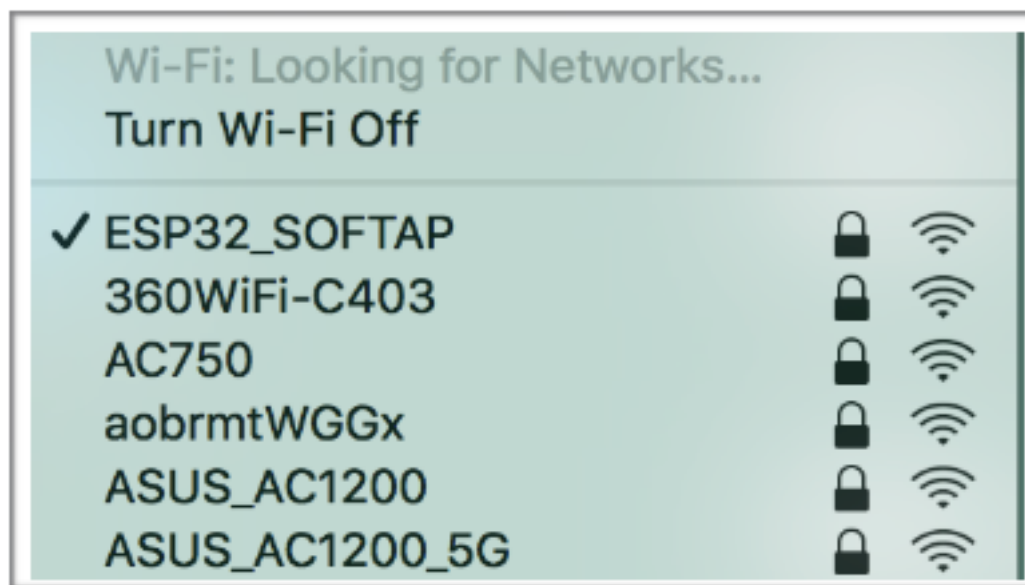 Wi-Fi: Looking for Networks...
Turn Wi-Fi Off
ESP32_SOFTAP
360WiFi-C403
AC750
aobrmtWGGx
ASUS_AC1200
ASUS_AC1200_5G